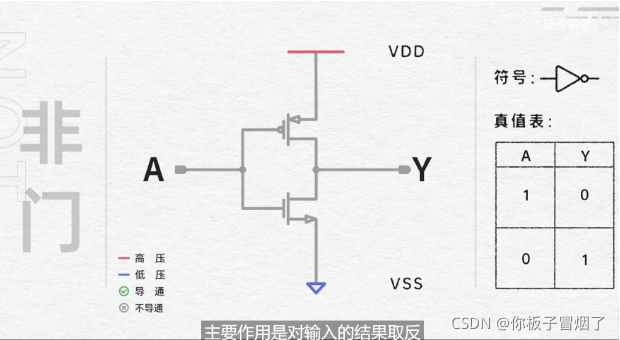 NOT
非
门
VDD
A
Y
VSS
高 压
低 压
导 通
不导通
符号:
真值表:
A Y
1 0
0 1
主要作用是对输入的结果取反
CSDN @你板子冒烟了